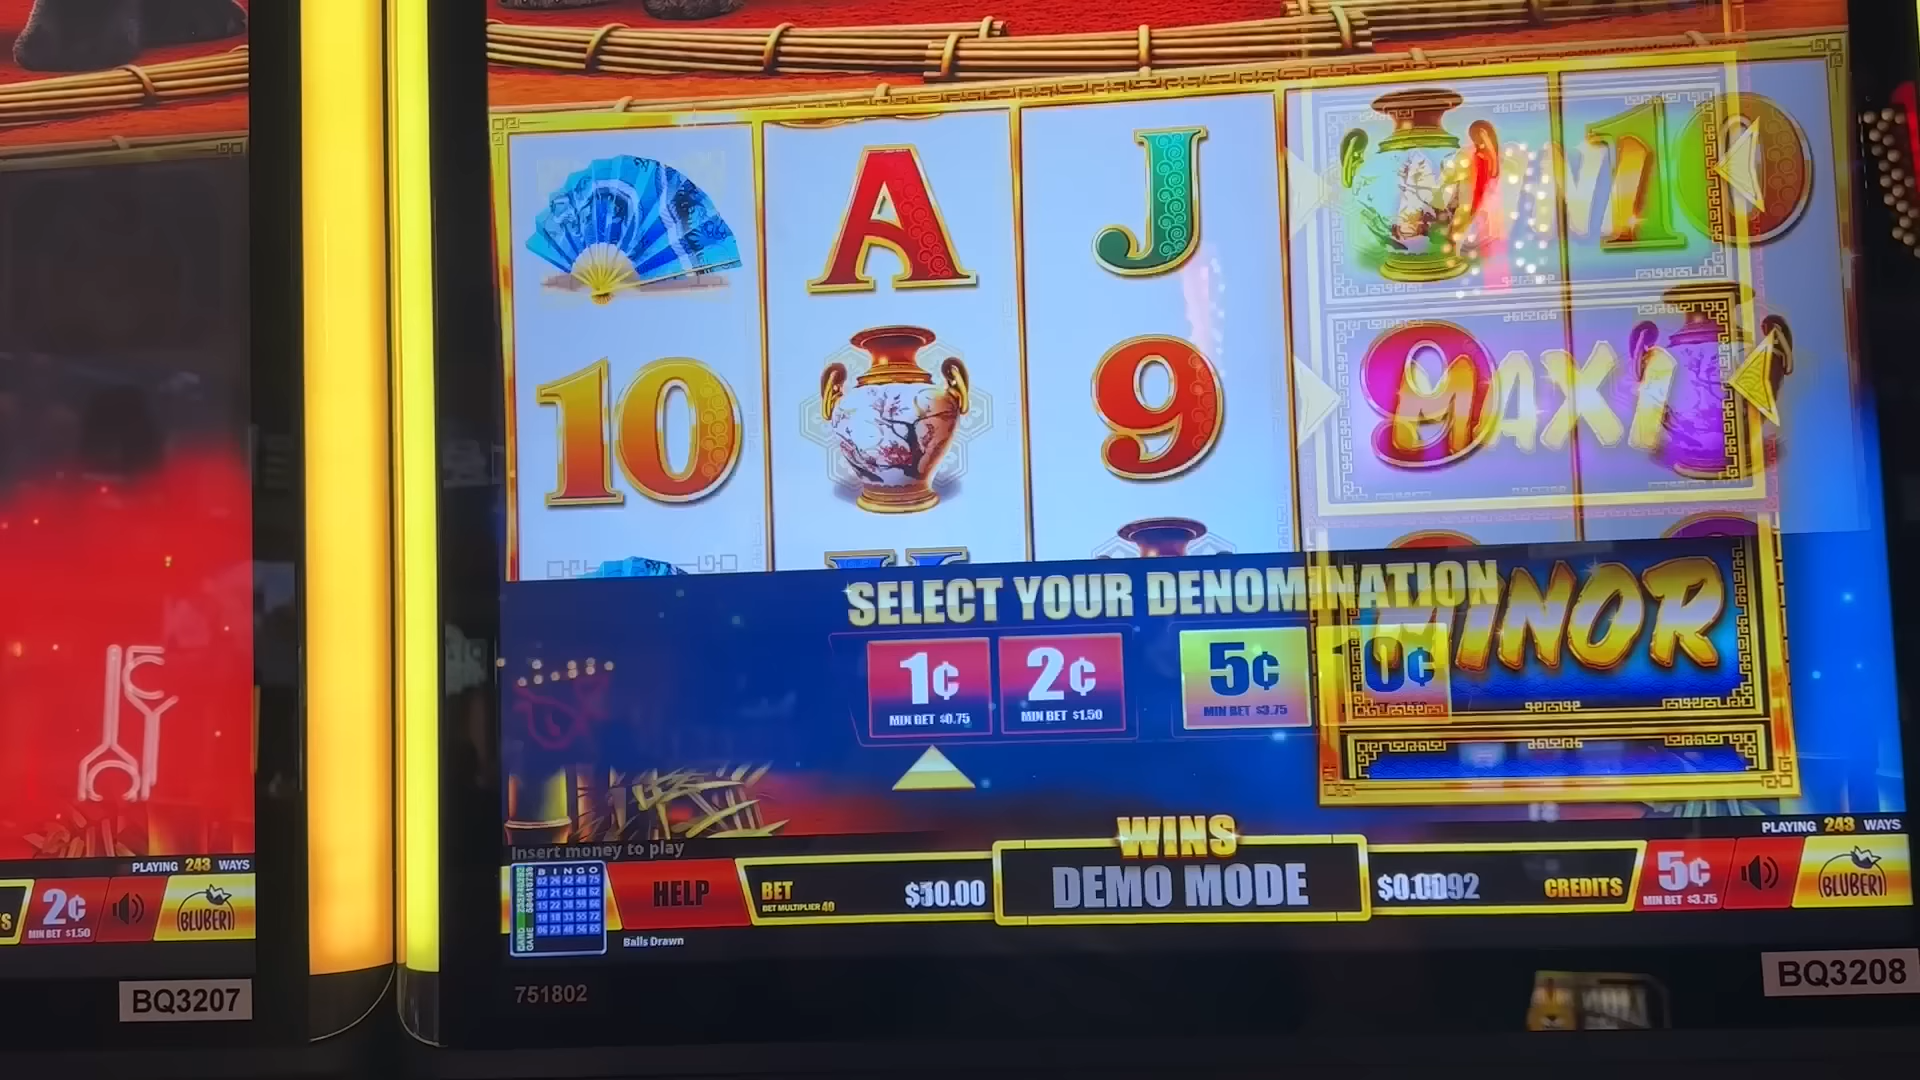 A
J
10
10
9
9
MAXI
SELECT YOUR DENOMINATION
MINOR
1¢
2¢
5¢
10¢
MIN BET $0.75
MIN BET $1.50
MIN BET $3.75
WINS
DEMO MODE
Insert money to play
BINGO
HELP
BET
BET MULTIPLIER 40
CREDITS
PLAYING 243 WAYS
5¢
MIN BET $3.75
BLUBERI
Balls Drawn
751802
BQ3208
PLAYING 243 WAYS
2¢
MIN BET $1.50
BLUBERI
BQ3207